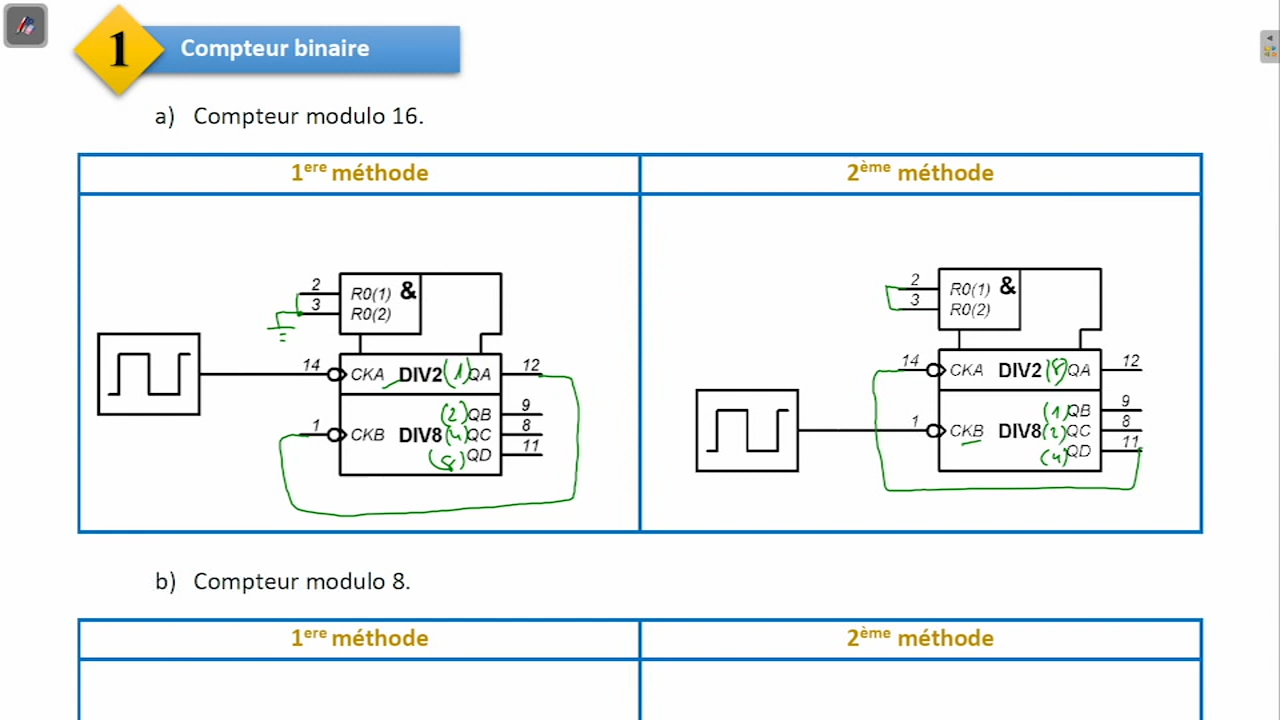 1
Compteur binaire
a) Compteur modulo 16.
1ere méthode
2ème méthode
2
3
R0(1)
R0(2)
&
14
CKA
DIV2
(1)
QA
12
1
CKB
DIV8
(2)
QB
9
(4)
QC
8
(8)
QD
11
2
3
R0(1)
R0(2)
&
14
CKA
DIV2
(8)
QA
12
1
CKB
DIV8
(1)
QB
9
(2)
QC
8
(4)
QD
11
b) Compteur modulo 8.
1ere méthode
2ème méthode